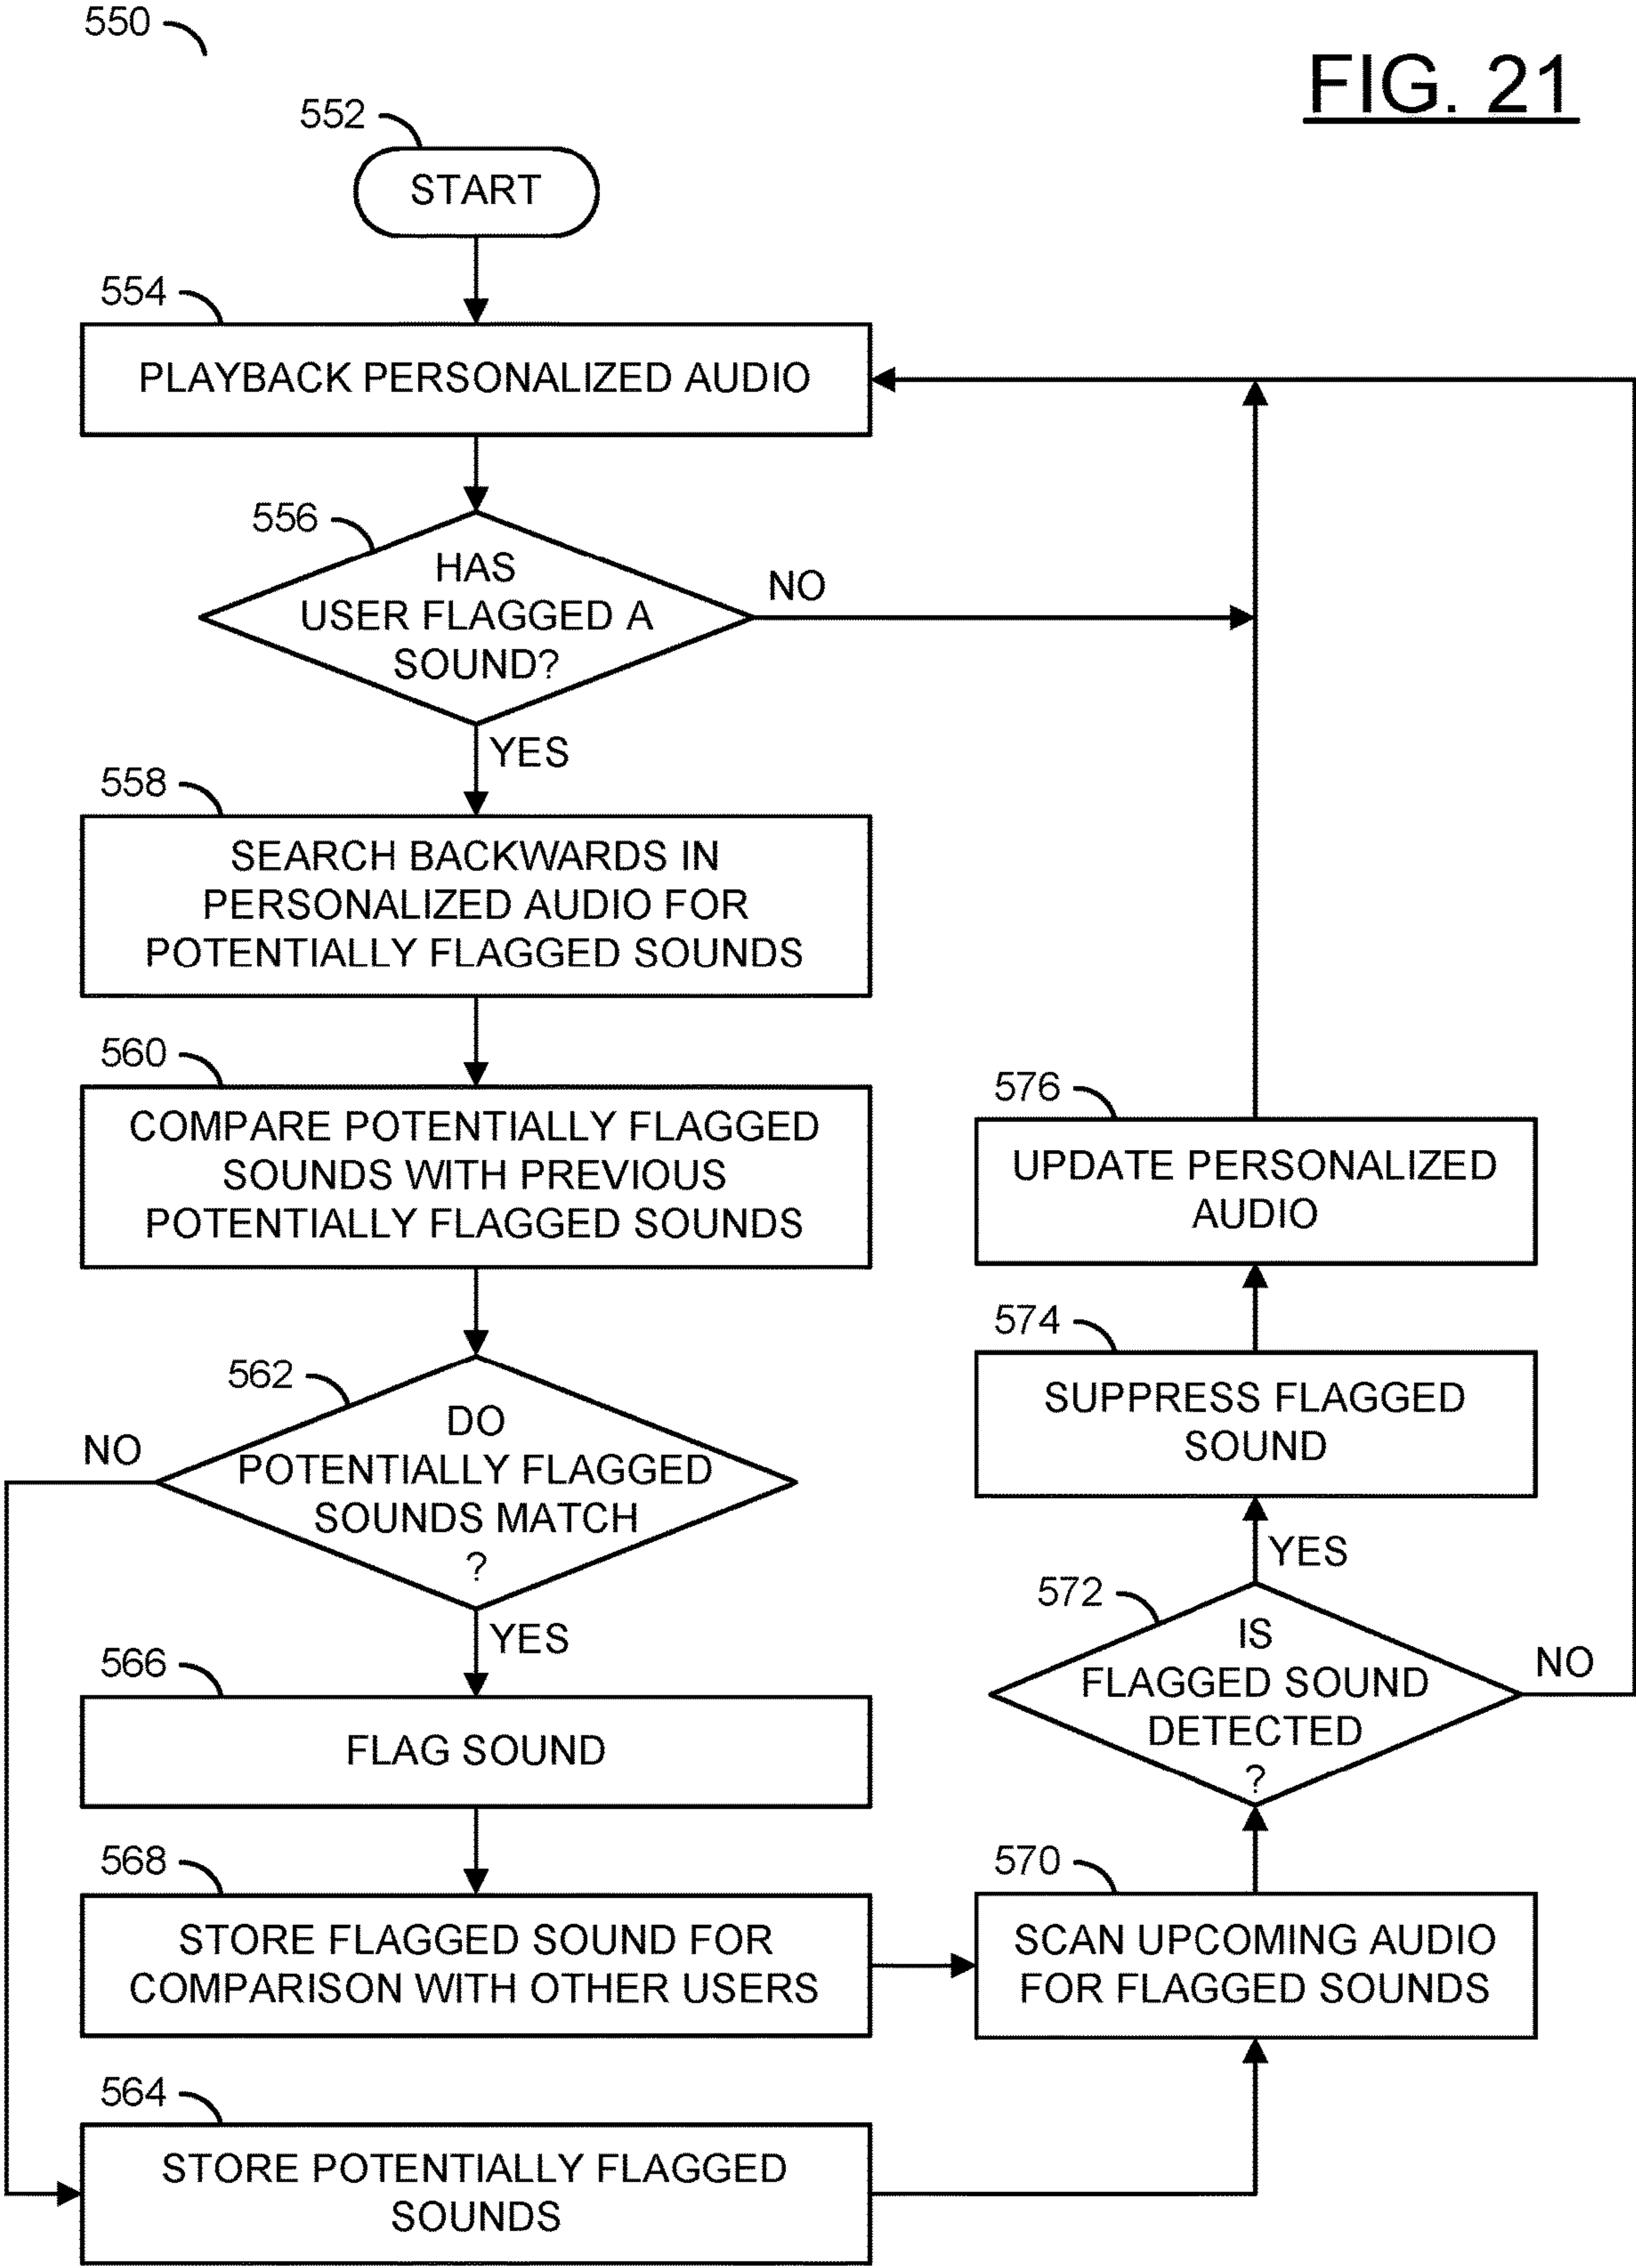 550
FIG. 21
552
START
554
PLAYBACK PERSONALIZED AUDIO
556
HAS
USER FLAGGED A
SOUND?
NO
YES
558
SEARCH BACKWARDS IN
PERSONALIZED AUDIO FOR
POTENTIALLY FLAGGED SOUNDS
560
COMPARE POTENTIALLY FLAGGED
SOUNDS WITH PREVIOUS
POTENTIALLY FLAGGED SOUNDS
562
DO
POTENTIALLY FLAGGED
SOUNDS MATCH
?
NO
YES
566
FLAG SOUND
568
STORE FLAGGED SOUND FOR
COMPARISON WITH OTHER USERS
564
STORE POTENTIALLY FLAGGED
SOUNDS
576
UPDATE PERSONALIZED
AUDIO
574
SUPPRESS FLAGGED
SOUND
YES
572
IS
FLAGGED SOUND
DETECTED
?
NO
570
SCAN UPCOMING AUDIO
FOR FLAGGED SOUNDS